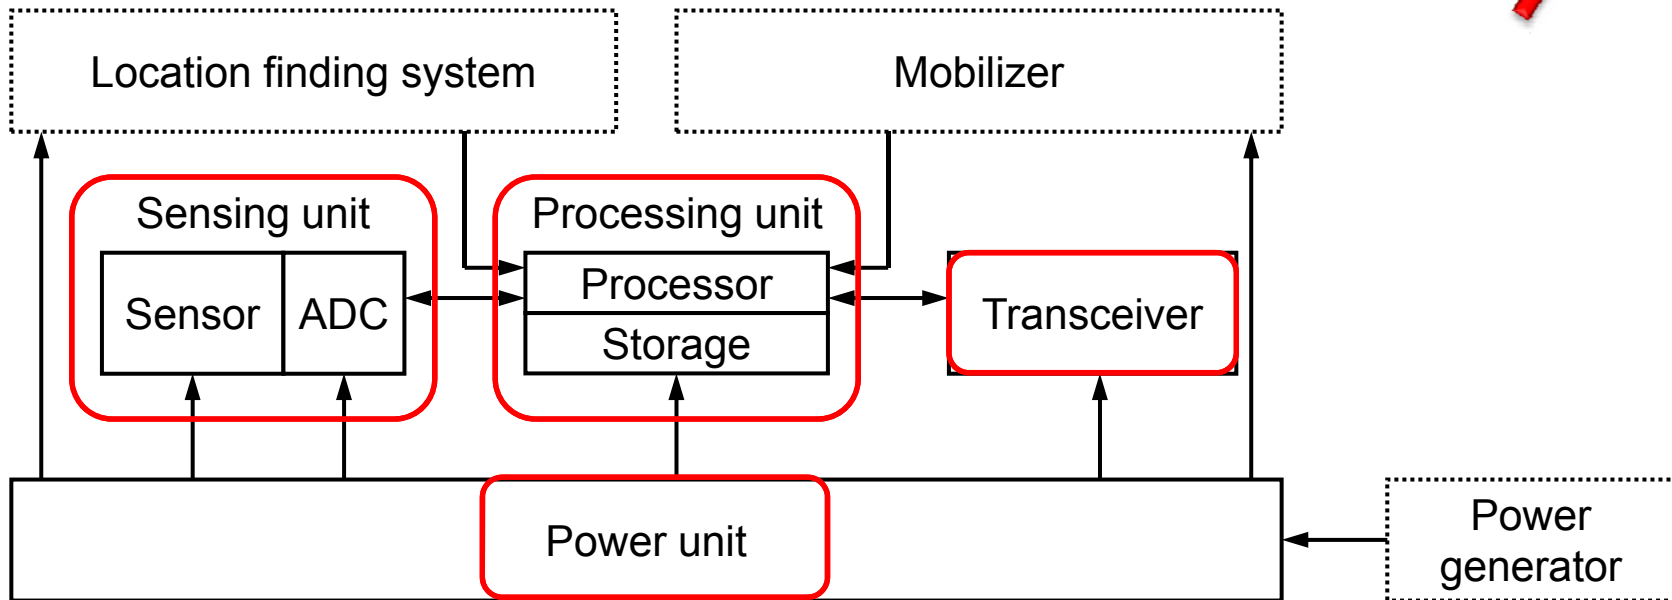 Location finding system
Mobilizer
Sensing unit
Processing unit
Sensor
ADC
Processor
Storage
Transceiver
Power unit
Power
generator